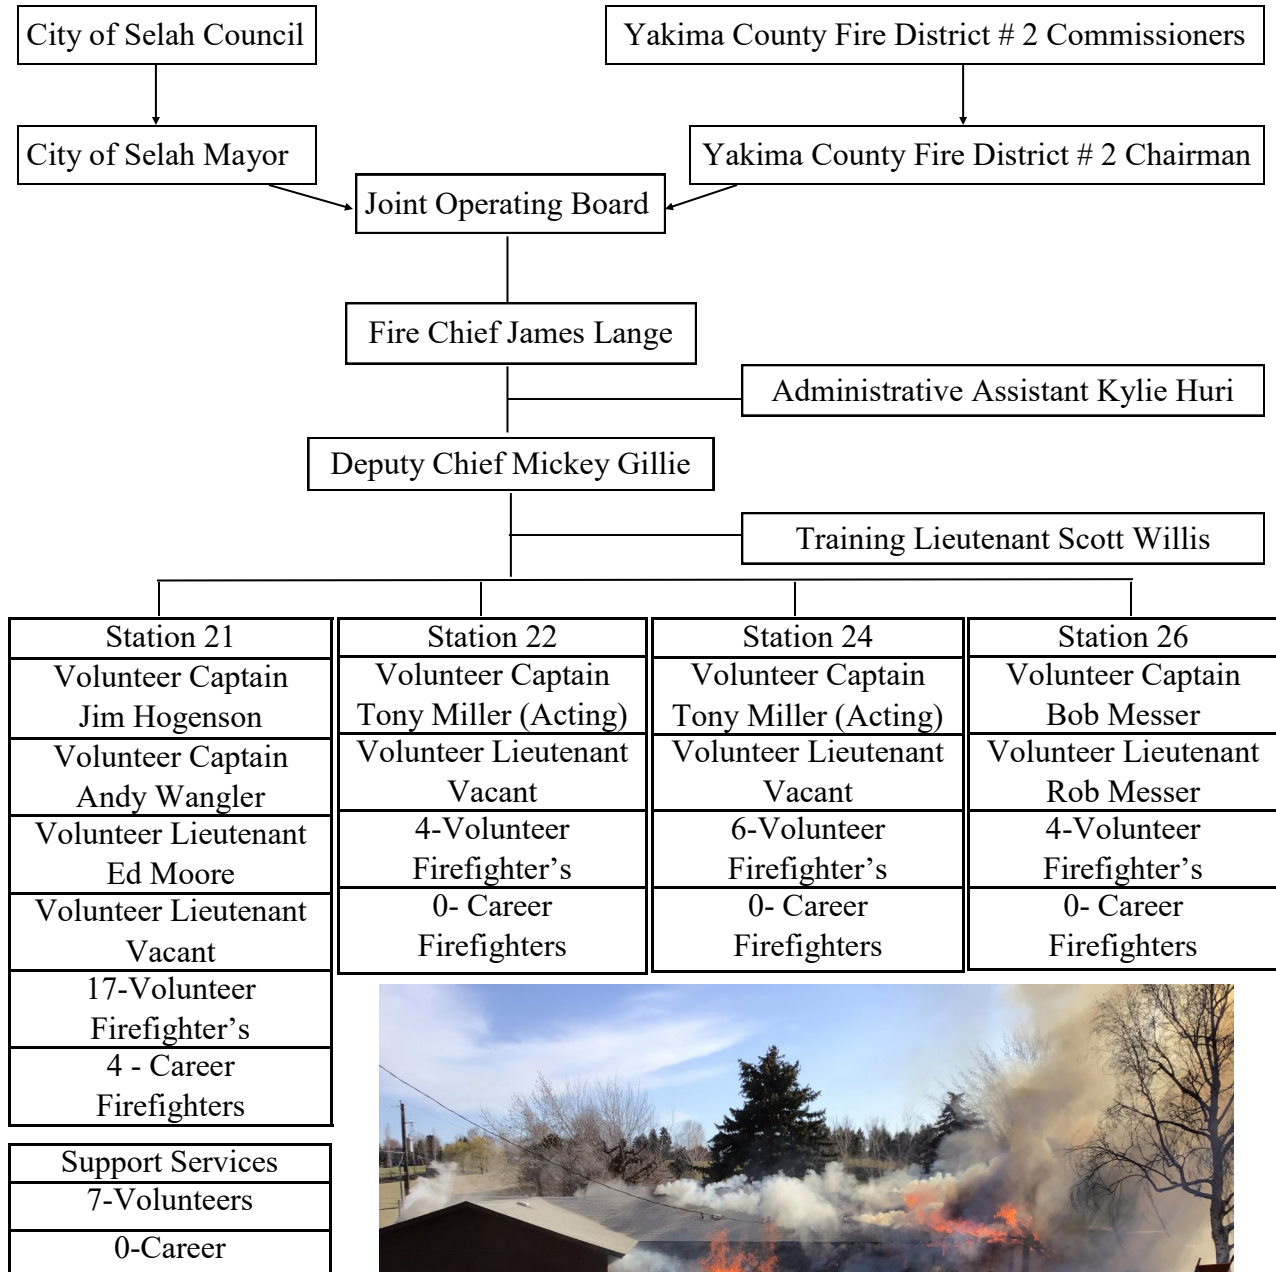 City of Selah Council
Yakima County Fire District # 2 Commissioners
City of Selah Mayor
Yakima County Fire District # 2 Chairman
Joint Operating Board
Fire Chief James Lange
Administrative Assistant Kylie Huri
Deputy Chief Mickey Gillie
Training Lieutenant Scott Willis
Station 21
Volunteer Captain
Jim Hogenson
Volunteer Captain
Andy Wangler
Volunteer Lieutenant
Ed Moore
Volunteer Lieutenant
Vacant
17-Volunteer
Firefighter’s
4 - Career
Firefighters
Station 22
Volunteer Captain
Tony Miller (Acting)
Volunteer Lieutenant
Vacant
4-Volunteer
Firefighter’s
0- Career
Firefighters
Station 24
Volunteer Captain
Tony Miller (Acting)
Volunteer Lieutenant
Vacant
6-Volunteer
Firefighter’s
0- Career
Firefighters
Station 26
Volunteer Captain
Bob Messer
Volunteer Lieutenant
Rob Messer
4-Volunteer
Firefighter’s
0- Career
Firefighters
Support Services
7-Volunteers
0-Career